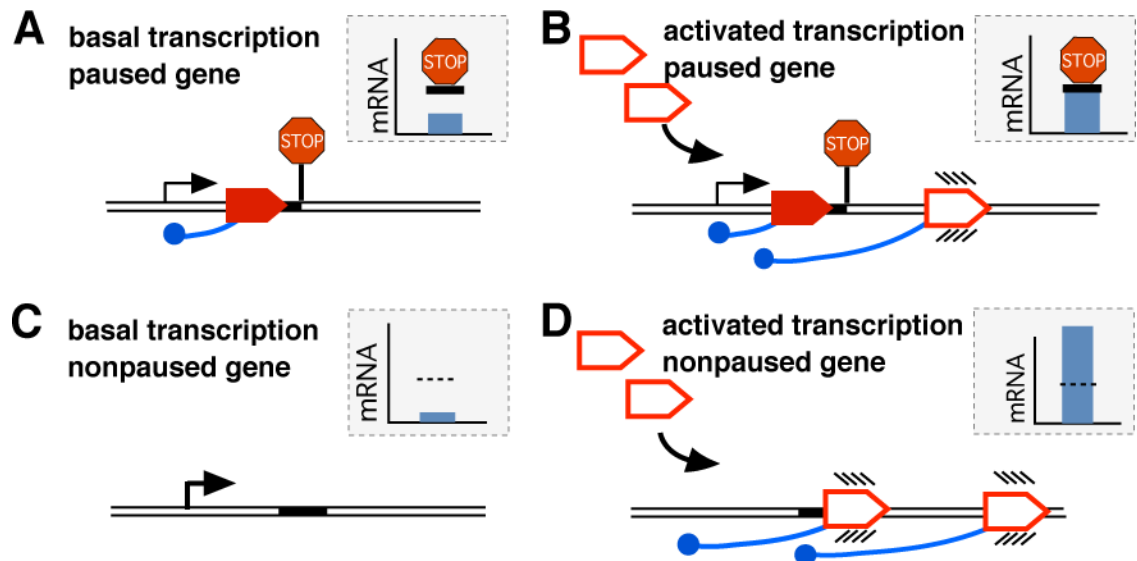 A
basal transcription
paused gene
mRNA
STOP
STOP
B
activated transcription
paused gene
mRNA
STOP
STOP
C
basal transcription
nonpaused gene
mRNA
D
activated transcription
nonpaused gene
mRNA